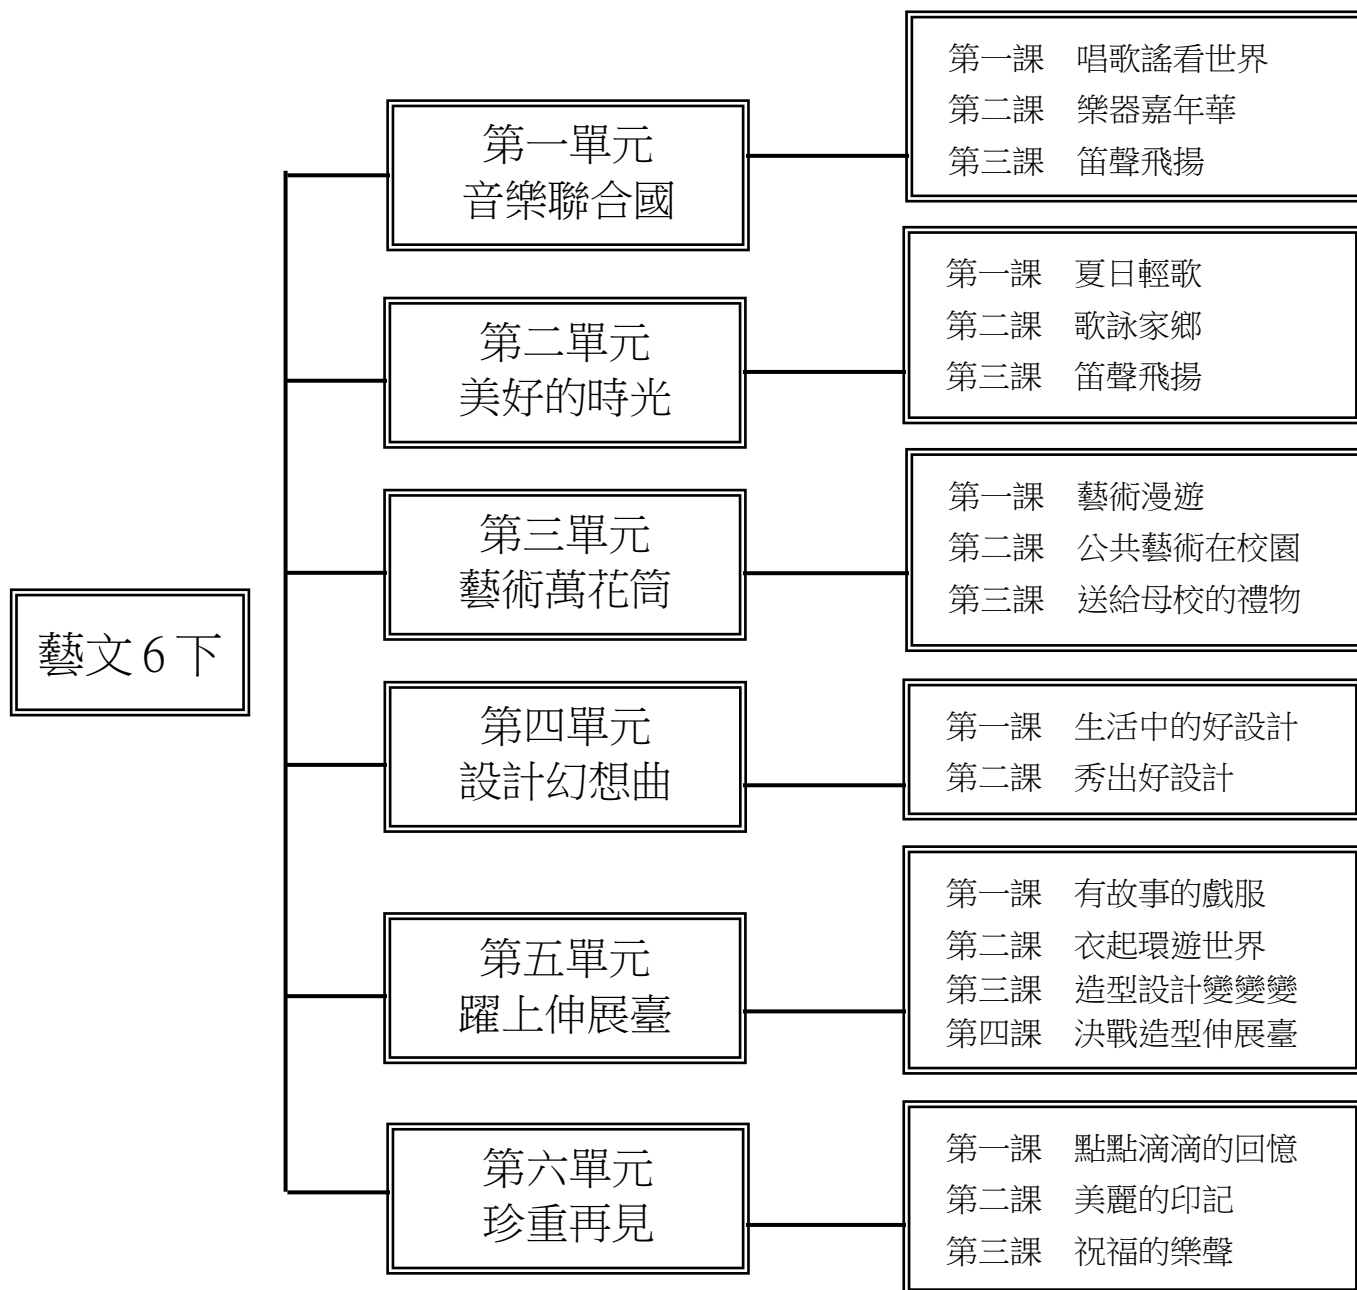 藝文6下
第一單元
音樂聯合國
第一課　唱歌謠看世界
第二課　樂器嘉年華
第三課　笛聲飛揚
第二單元
美好的時光
第一課　夏日輕歌
第二課　歌詠家鄉
第三課　笛聲飛揚
第三單元
藝術萬花筒
第一課　藝術漫遊
第二課　公共藝術在校園
第三課　送給母校的禮物
第四單元
設計幻想曲
第一課　生活中的好設計
第二課　秀出好設計
第五單元
躍上伸展臺
第一課　有故事的戲服
第二課　衣起環遊世界
第三課　造型設計變變變
第四課　決戰造型伸展臺
第六單元
珍重再見
第一課　點點滴滴的回憶
第二課　美麗的印記
第三課　祝福的樂聲